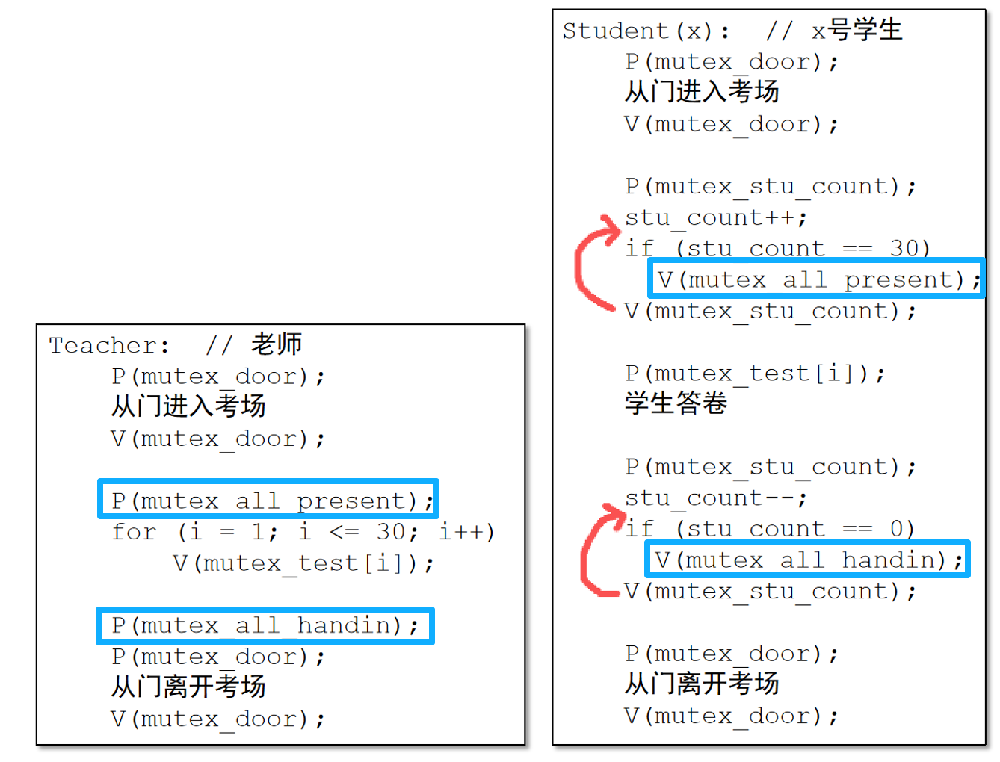 Teacher:  // 老师
P(mutex_door);
从门进入考场
V(mutex_door);
P(mutex_all_present);
for (i = 1; i <= 30; i++)
V(mutex_test[i]);
P(mutex_all_handin);
P(mutex_door);
从门离开考场
V(mutex_door);
Student(x):  // x号学生
P(mutex_door);
从门进入考场
V(mutex_door);
P(mutex_stu_count);
stu_count++;
if (stu_count == 30)
V(mutex_all_present);
V(mutex_stu_count);
P(mutex_test[i]);
学生答卷
P(mutex_stu_count);
stu_count--;
if (stu_count == 0)
V(mutex_all_handin);
V(mutex_stu_count);
P(mutex_door);
从门离开考场
V(mutex_door);